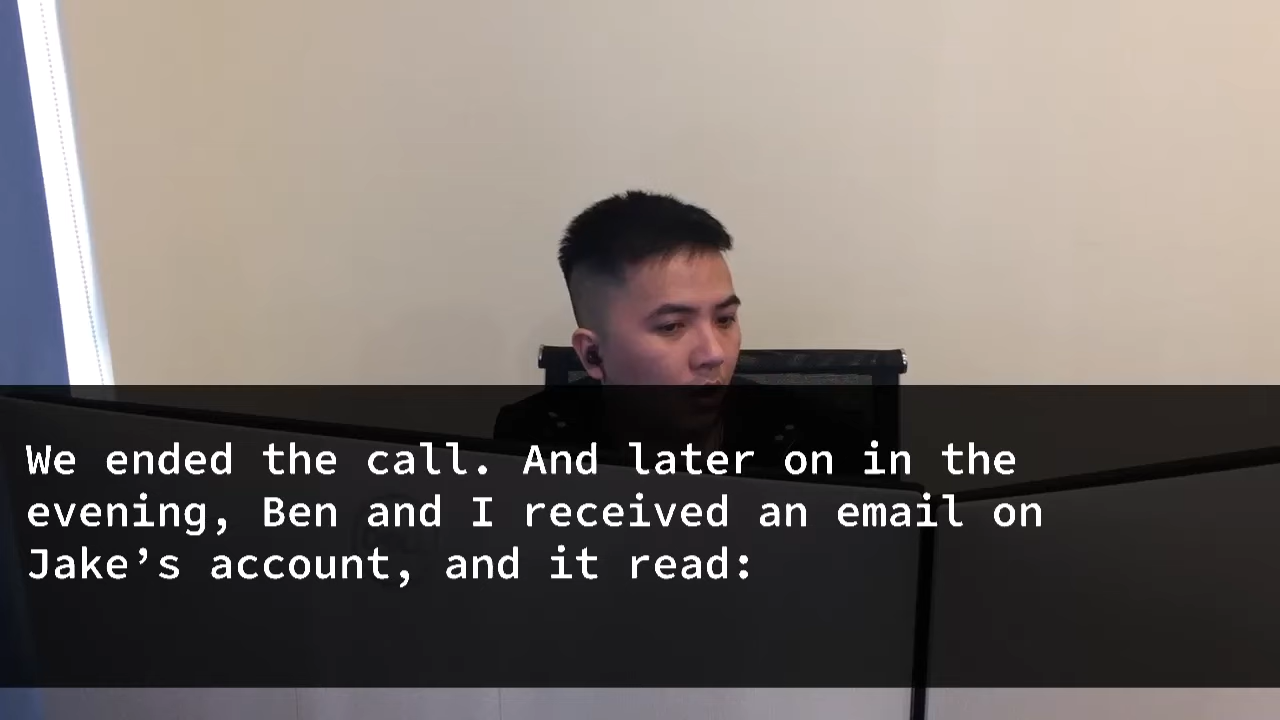 We ended the call. And later on in the
evening, Ben and I received an email on
Jake’s account, and it read: